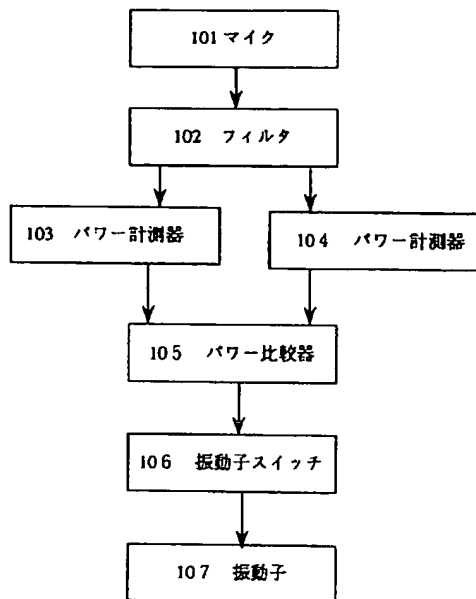 101 マイク
102 フィルタ
103 パワー計測器
104 パワー計測器
105 パワー比較器
106 振動子スイッチ
107 振動子